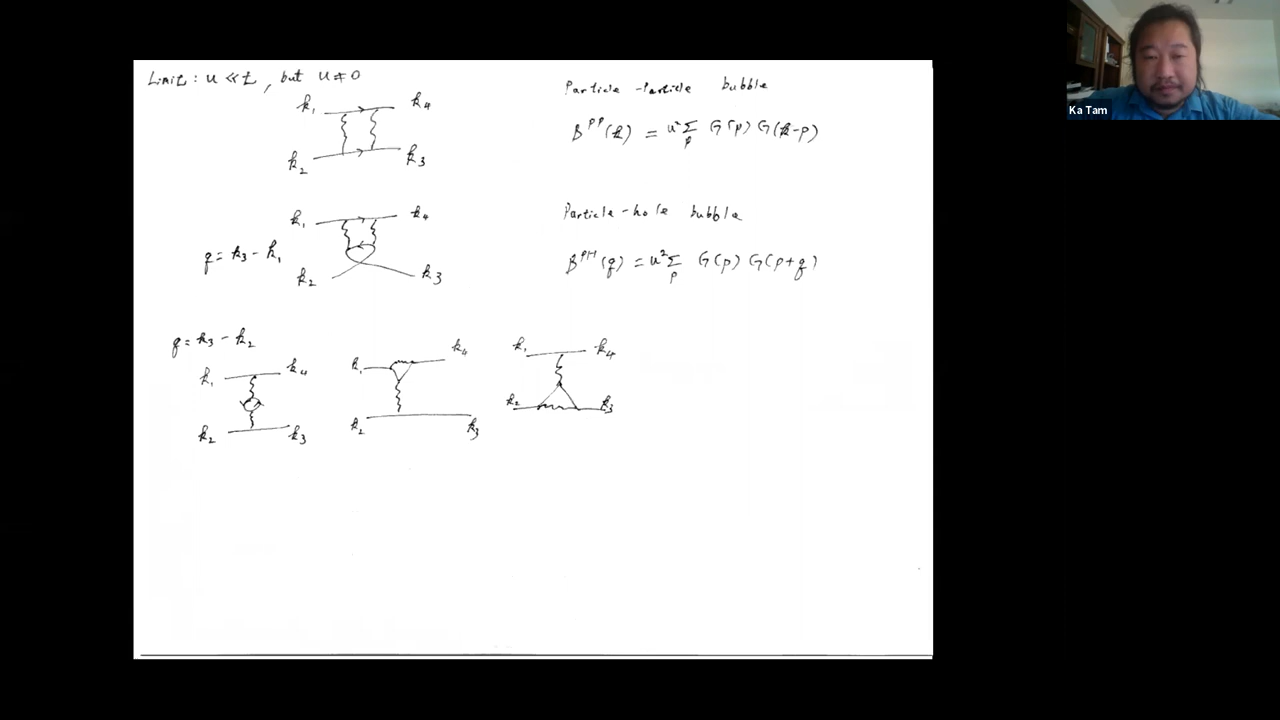 Limit: u ≪ t, but u ≠ 0
k₁ k₄
k₂ k₃
Particle-Particle bubble
B^PP(k) = u² Σ_p G(p) G(k-p)
k₁ k₄
q = k₃ - k₁
k₂ k₃
Particle-hole bubble
B^PH(q) = u² Σ_p G(p) G(p+q)
q = k₃ - k₂
k₁ k₄
k₂ k₃
k₁ k₄
k₂ k₃
k₁ k₄
k₂ k₃
Ka Tam